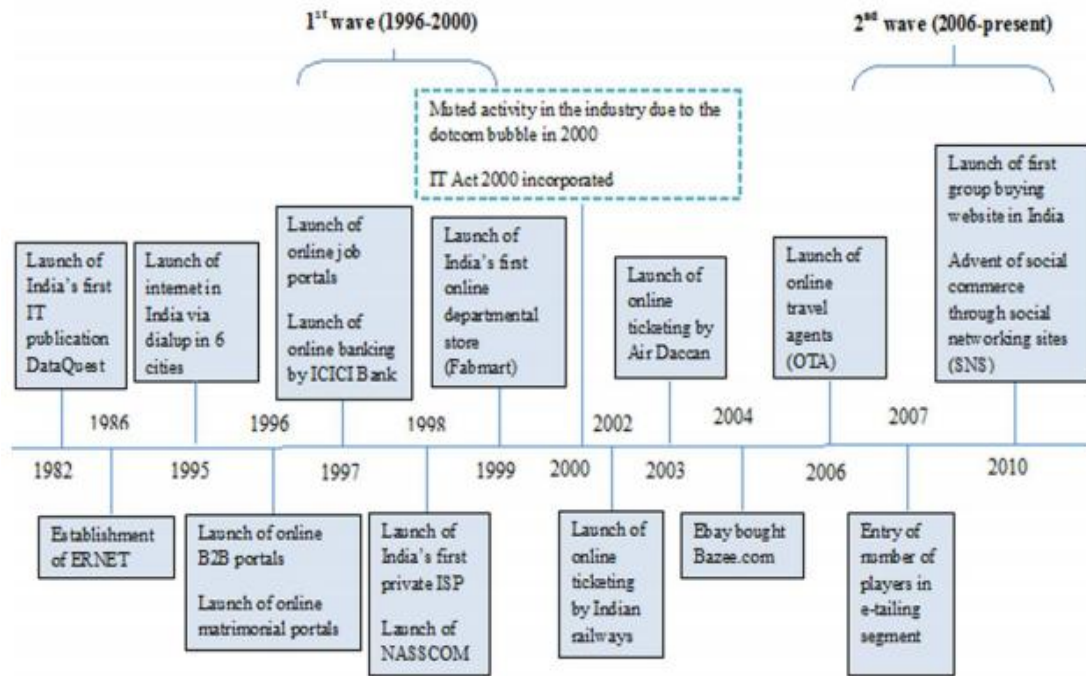 1st wave (1996-2000)
2nd wave (2006-present)
Muted activity in the industry due to the
dotcom bubble in 2000
IT Act 2000 incorporated
Launch of
India's first
IT
publication
DataQuest
Launch of
internet in
India via
dialup in 6
cities
Launch of
online job
portals
Launch of
online banking
by ICICI Bank
Launch of
India's first
online
departmental
store
(Fabmart)
Launch of
online
ticketing by
Air Daccan
Launch of
online
travel
agents
(OTA)
Launch of first
group buying
website in India
Advent of social
commerce
through social
networking sites
(SNS)
1986
1996
1998
2002
2004
2007
1982
1995
1997
1999
2000
2003
2006
2010
Establishment
of ERNET
Launch of online
B2B portals
Launch of online
matrimonial portals
Launch of
India's first
private ISP
Launch of
NASSCOM
Launch of
online
ticketing
by Indian
railways
Ebay bought
Bazee.com
Entry of
number of
players in
e-tailing
segment